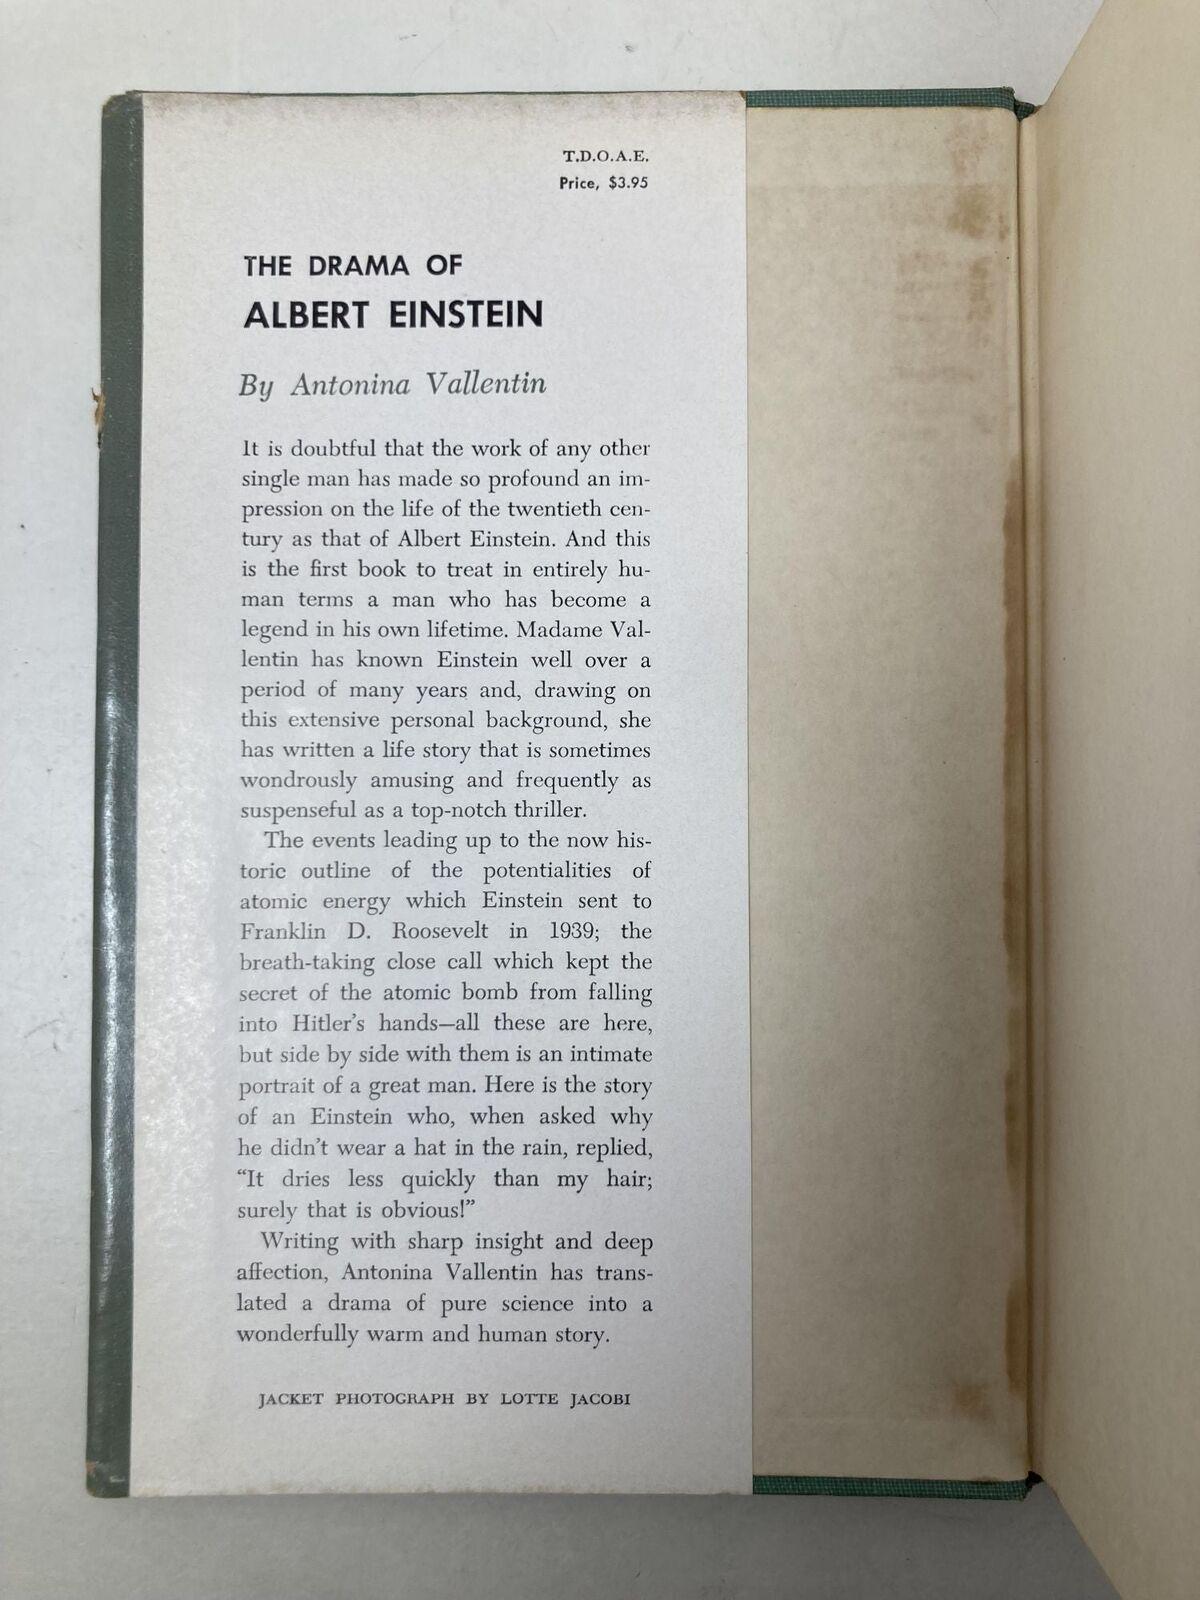 T.D.O.A.E.
Price, $3.95
THE DRAMA OF
ALBERT EINSTEIN
By Antonina Vallentin
It is doubtful that the work of any other
single man has made so profound an im-
pression on the life of the twentieth cen-
tury as that of Albert Einstein. And this
is the first book to treat in entirely hu-
man terms a man who has become a
legend in his own lifetime. Madame Val-
lentin has known Einstein well over a
period of many years and, drawing on
this extensive personal background, she
has written a life story that is sometimes
wondrously amusing and frequently as
suspenseful as a top-notch thriller.
The events leading up to the now his-
toric outline of the potentialities of
atomic energy which Einstein sent to
Franklin D. Roosevelt in 1939; the
breath-taking close call which kept the
secret of the atomic bomb from falling
into Hitler's hands—all these are here,
but side by side with them is an intimate
portrait of a great man. Here is the story
of an Einstein who, when asked why
he didn't wear a hat in the rain, replied,
“It dries less quickly than my hair;
surely that is obvious!”
Writing with sharp insight and deep
affection, Antonina Vallentin has trans-
lated a drama of pure science into a
wonderfully warm and human story.
JACKET PHOTOGRAPH BY LOTTE JACOBI